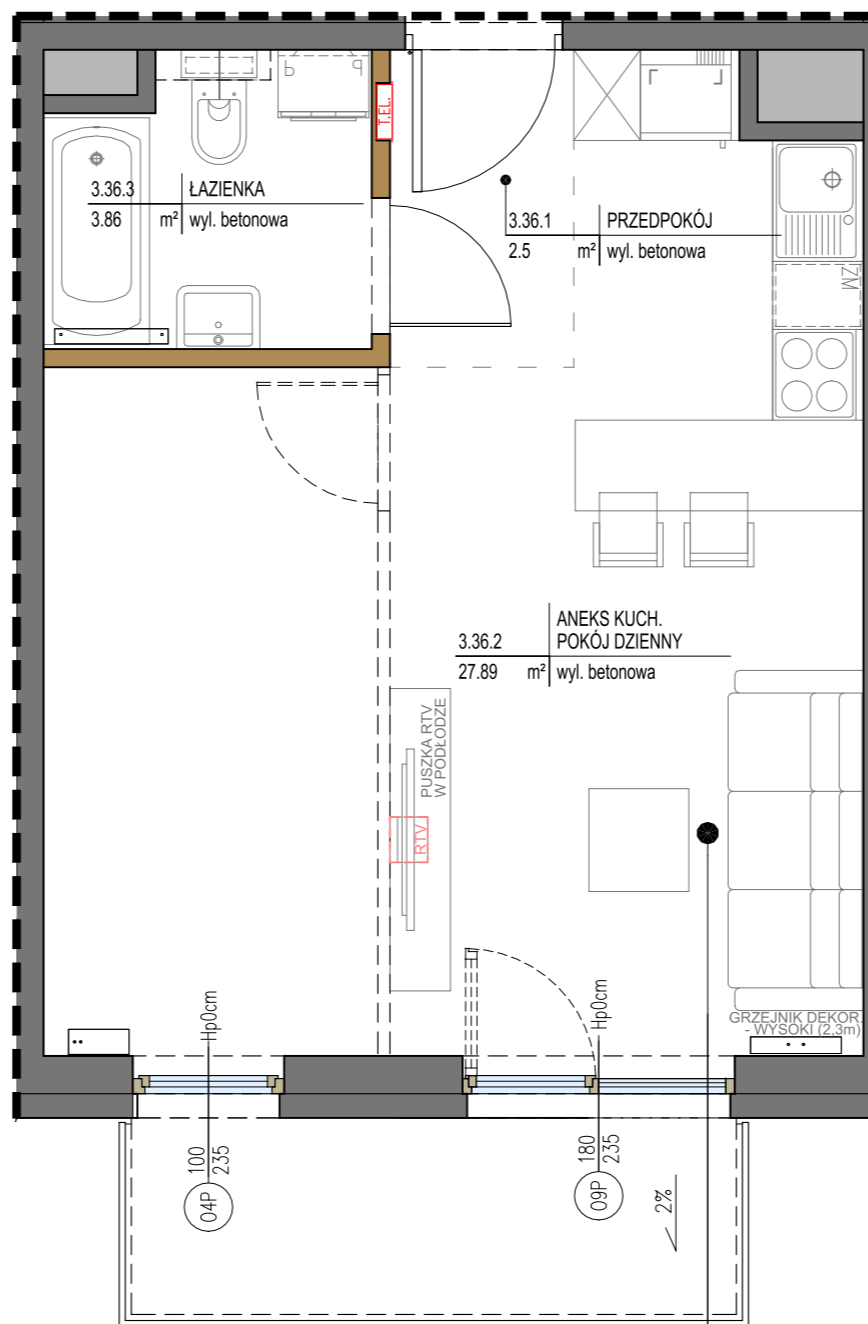 T.EL.
P
P
3.36.3 ŁAZIENKA
3.86 m² wyl. betonowa
3.36.1 PRZEDPOKÓJ
2.5 m² wyl. betonowa
ZM
ANEKS KUCH.
3.36.2 POKÓJ DZIENNY
27.89 m² wyl. betonowa
PUSZKA RTV
W PODŁODZE
RTV
GRZEJNIK DEKOR.
- WYSOKI (2,3m)
Hp0cm
100
235
04P
Hp0cm
180
235
09P
2%